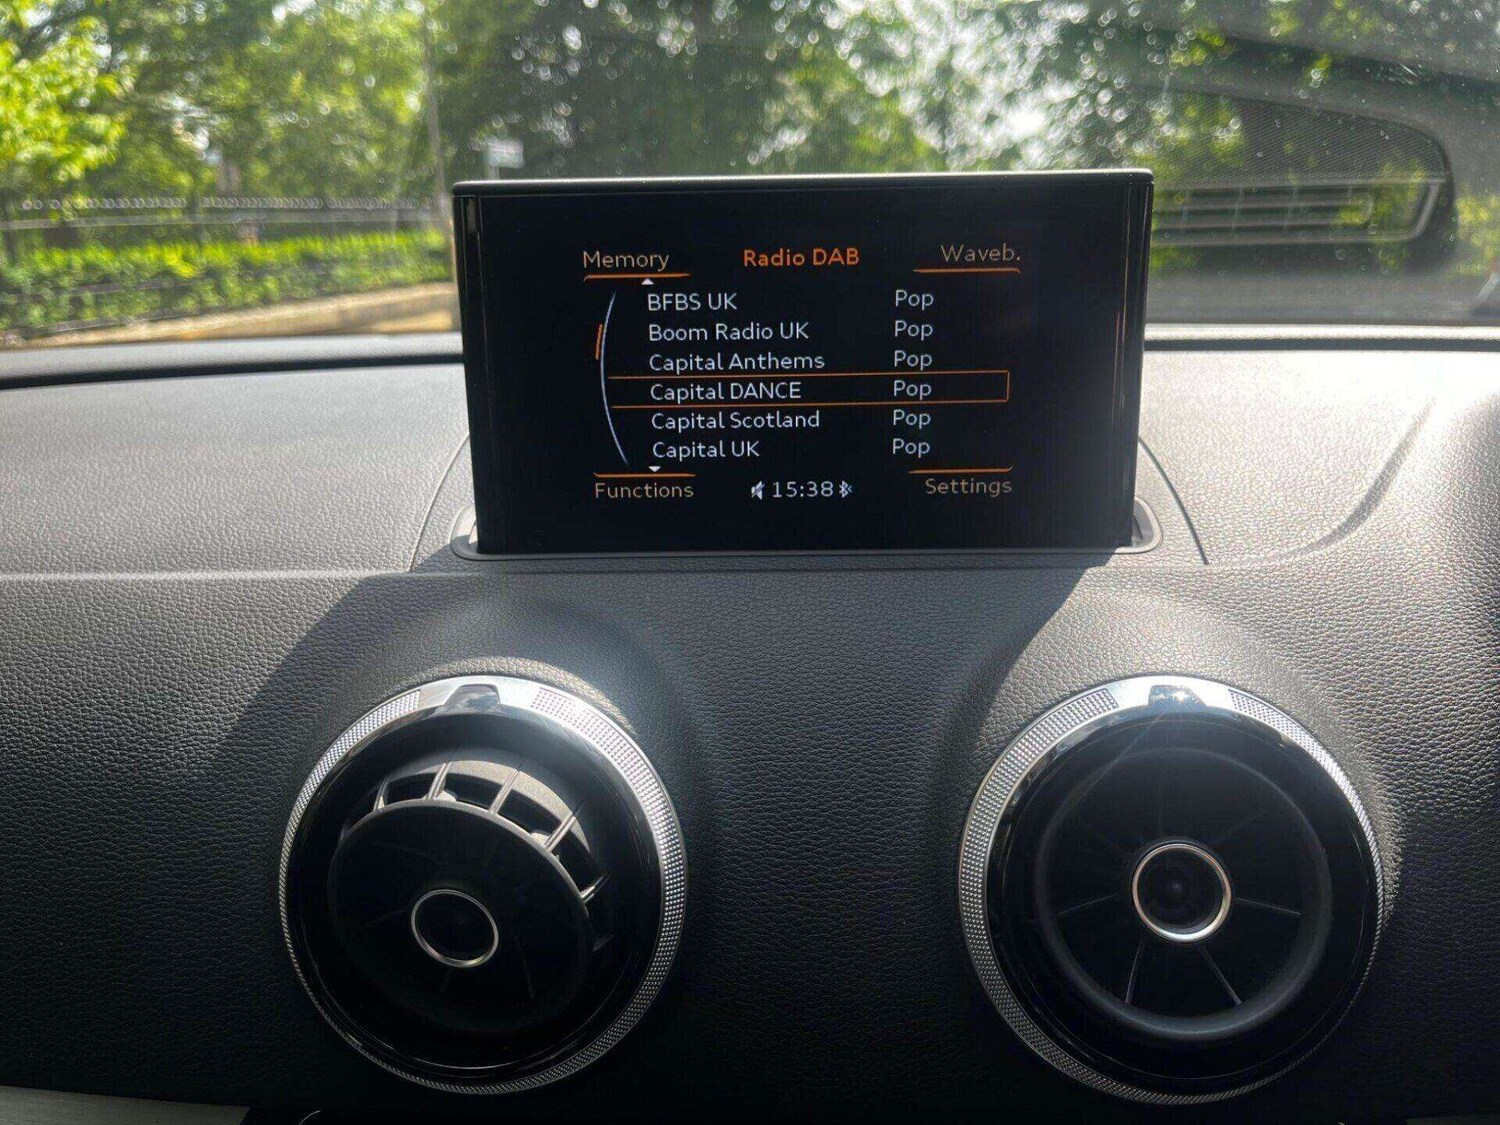 Memory Radio DAB Waveb.
BFBS UK Pop
Boom Radio UK Pop
Capital Anthems Pop
Capital DANCE Pop
Capital Scotland Pop
Capital UK Pop
Functions 15:38 Settings